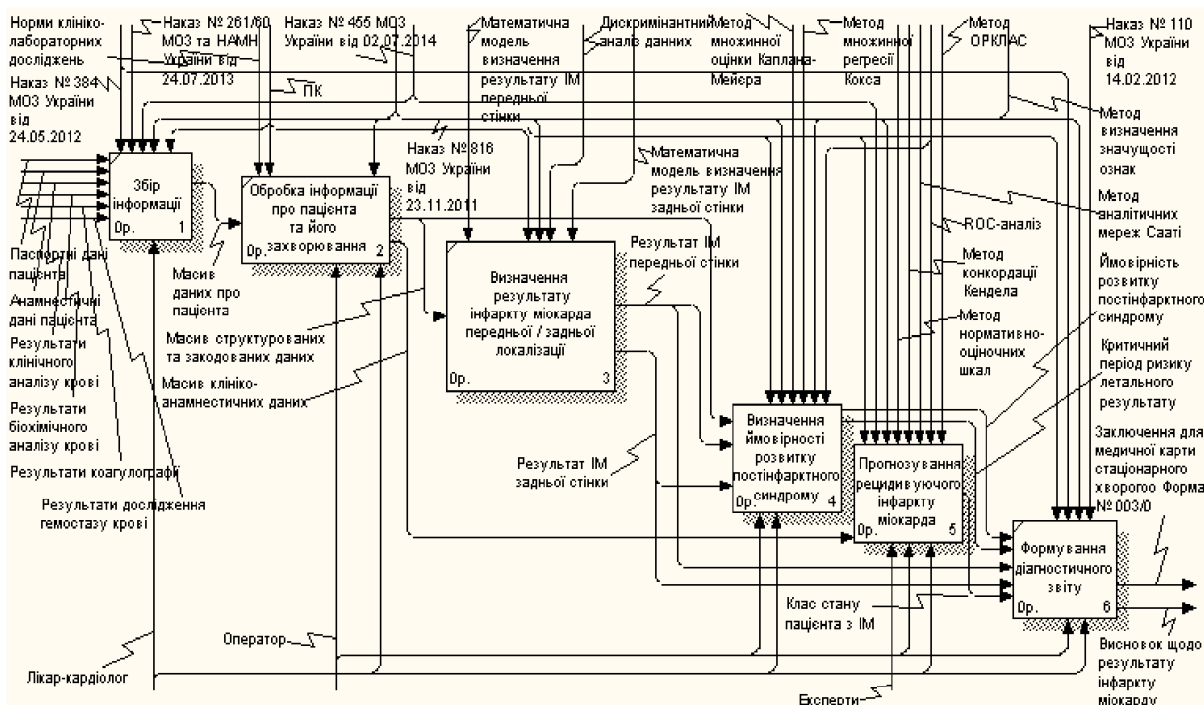 Норми клініко-
лабораторних
досліджень
Наказ № 261/60
МОЗ та НАМН
України від
24.07.2013
Наказ № 455 МОЗ
України від 02.07.2014
Математична
модель
визначення
результату ІМ
передньої
стінки
Дискримінантний
аналіз данних
Метод
множинної
оцінки Каплана-
Мейєра
Метод
множинної
регресії
Кокса
Метод
ОРКЛАС
Наказ № 110
МОЗ України
від
14.02.2012
Наказ № 384
МОЗ України
від
24.05.2012
ПК
Наказ № 816
МОЗ України
від
23.11.2011
Математична
модель визначення
результату ІМ
задньої стінки
Метод
визначення
значущості
ознак
Метод
аналітичних
мереж Сааті
ROC-аналіз
Метод
конкордації
Кендела
Метод
нормативно-
оціночних
шкал
Ймовірність
розвитку
постінфарктного
синдрому
Критичний
період ризику
летального
результату
Заключення для
медичної карти
стаціонарного
хворогоо Форма
№ 003/0
Збір
інформації
0р. 1
Обробка інформації
про пацієнта
та його
захворювання
0р. 2
Визначення
результату
інфаркту міокарда
передньої / задньої
локалізації
0р. 3
Визначення
ймовірності
розвитку
постінфарктного
синдрому
0р. 4
Прогнозування
рецидивуючого
інфаркту
міокарда
0р. 5
Формування
діагностичного
звіту
0р. 6
Паспортні дані
пацієнта
Анамнестичні
дані пацієнта
Результати
клінічного
аналізу крові
Результати
біохімічного
аналізу крові
Результати коагулографії
Результати дослідження
гемостазу крові
Масив
даних про
пацієнта
Масив структурованих
та закодованих даних
Масив клініко-
анамнестичних даних
Результат ІМ
передньої стінки
Результат ІМ
задньої стінки
Клас стану
пацієнта з ІМ
Оператор
Лікар-кардіолог
Експерти
Висновок щодо
результату
інфаркту
міокарду